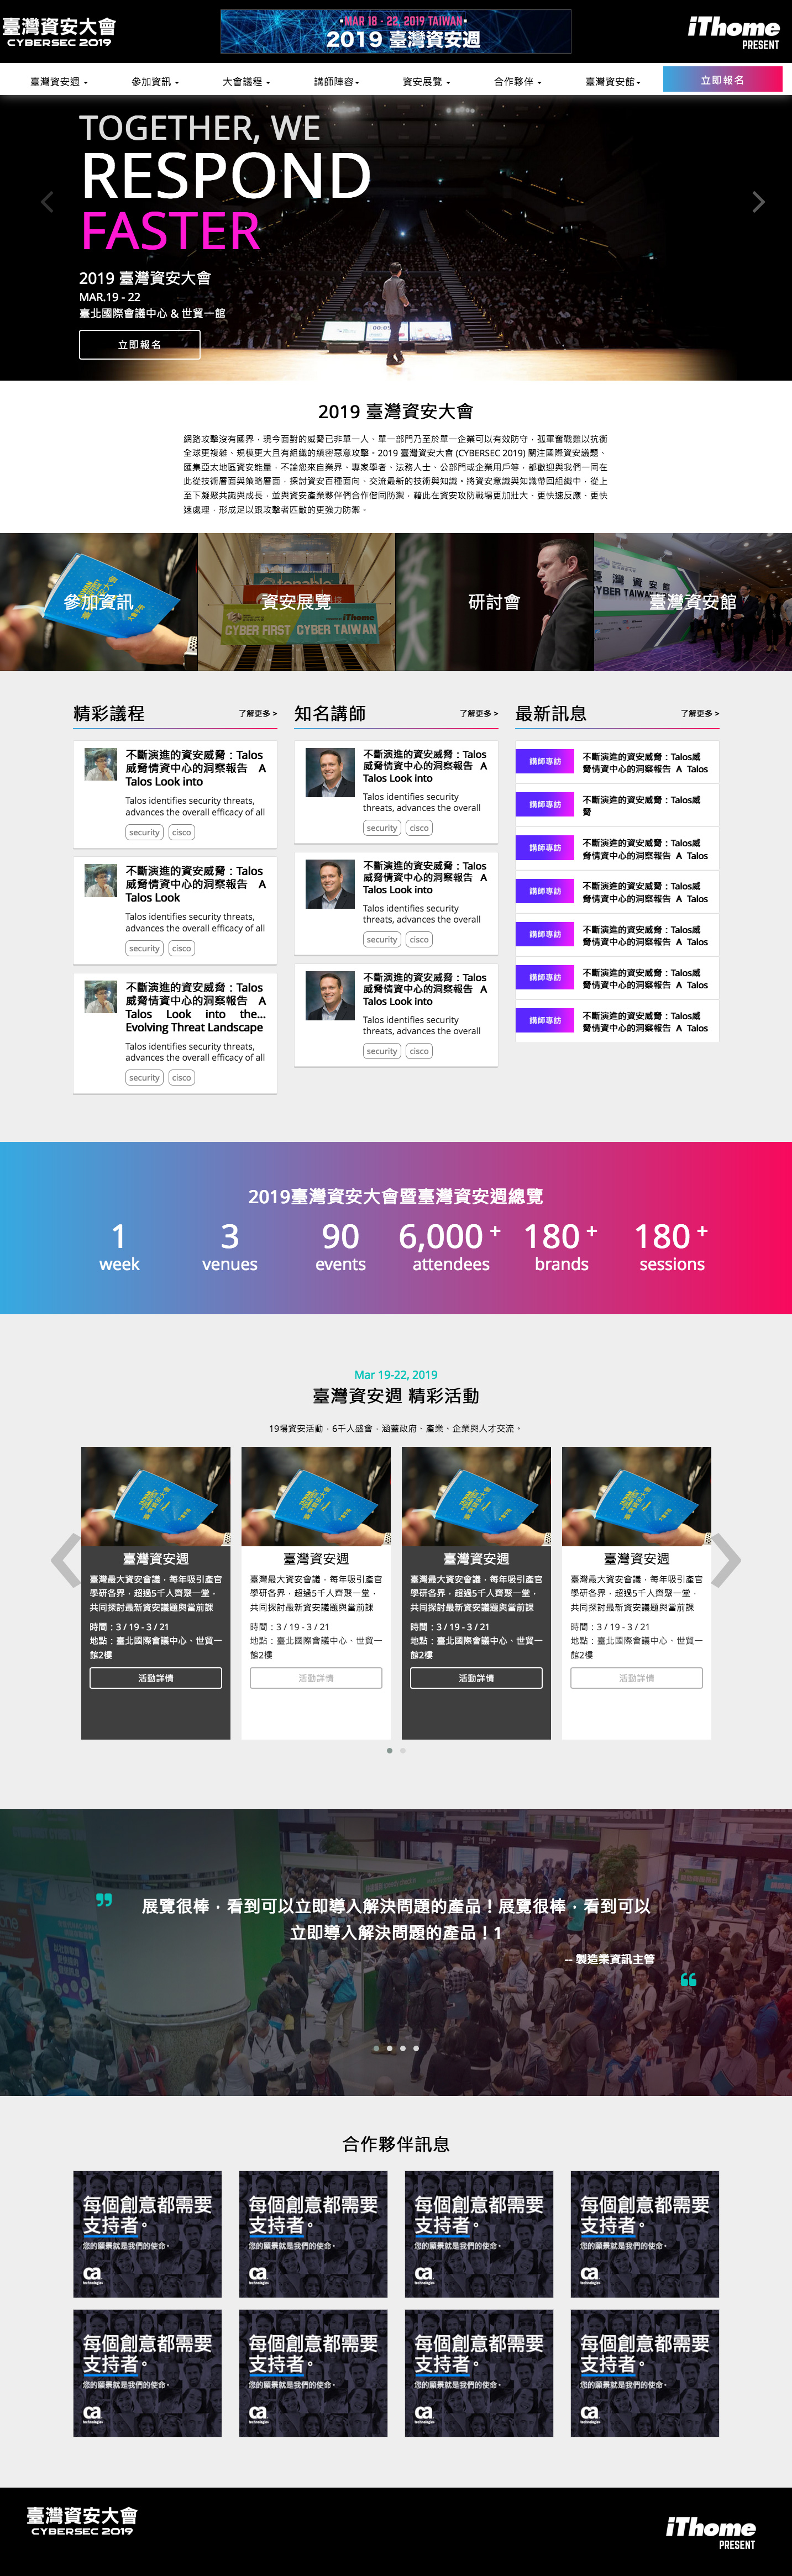 臺灣資安大會
CYBERSEC 2019
MAR 18 - 22, 2019 TAIWAN
2019 臺灣資安週
iThome
PRESENT
臺灣資安週
參加資訊
大會議程
講師陣容
資安展覽
合作夥伴
臺灣資安館
立即報名
TOGETHER, WE
RESPOND
FASTER
2019 臺灣資安大會
MAR.19 - 22
臺北國際會議中心 & 世貿一館
立即報名
2019 臺灣資安大會
網路攻擊沒有國界，現今面對的威脅已非單一人、單一部門乃至於單一企業可以有效防守，孤軍奮戰難以抗衡
全球更複雜、規模更大且有組織的縝密惡意攻擊。2019 臺灣資安大會 (CYBERSEC 2019) 關注國際資安議題、
匯集亞太地區資安能量，不論您來自業界、專家學者、法務人士、公部門或企業用戶等，都歡迎與我們一同在
此從技術層面與策略層面，探討資安百種面向、交流最新的技術與知識。將資安意識與知識帶回組織中，從上
至下凝聚共識與成長，並與資安產業夥伴們合作偕同防禦，藉此在資安攻防戰場更加壯大、更快速反應、更快
速處理，形成足以跟攻擊者匹敵的更強力防禦。
參加資訊
資安展覽
研討會
臺灣資安館
CYBER FIRST CYBER TAIWAN
精彩議程
了解更多 >
不斷演進的資安威脅：Talos
威脅情資中心的洞察報告 A
Talos Look into
Talos identifies security threats,
advances the overall efficacy of all
security
cisco
不斷演進的資安威脅：Talos
威脅情資中心的洞察報告 A
Talos Look
Talos identifies security threats,
advances the overall efficacy of all
security
cisco
不斷演進的資安威脅：Talos
威脅情資中心的洞察報告 A
Talos Look into the...
Evolving Threat Landscape
Talos identifies security threats,
advances the overall efficacy of all
security
cisco
知名講師
了解更多 >
不斷演進的資安威脅：Talos
威脅情資中心的洞察報告 A
Talos Look into
Talos identifies security
threats, advances the overall
security
cisco
不斷演進的資安威脅：Talos
威脅情資中心的洞察報告 A
Talos Look into
Talos identifies security
threats, advances the overall
security
cisco
不斷演進的資安威脅：Talos
威脅情資中心的洞察報告 A
Talos Look into
Talos identifies security
threats, advances the overall
security
cisco
最新訊息
了解更多 >
講師專訪
不斷演進的資安威脅：Talos威
脅情資中心的洞察報告 A Talos
講師專訪
不斷演進的資安威脅：Talos威
脅
講師專訪
不斷演進的資安威脅：Talos威
脅情資中心的洞察報告 A Talos
講師專訪
不斷演進的資安威脅：Talos威
脅情資中心的洞察報告 A Talos
講師專訪
不斷演進的資安威脅：Talos威
脅情資中心的洞察報告 A Talos
講師專訪
不斷演進的資安威脅：Talos威
脅情資中心的洞察報告 A Talos
講師專訪
不斷演進的資安威脅：Talos威
脅情資中心的洞察報告 A Talos
2019臺灣資安大會暨臺灣資安週總覽
1
week
3
venues
90
events
6,000 +
attendees
180 +
brands
180 +
sessions
Mar 19-22, 2019
臺灣資安週 精彩活動
19場資安活動，6千人盛會，涵蓋政府、產業、企業與人才交流。
臺灣資安週
臺灣最大資安會議，每年吸引產官
學研各界，超過5千人齊聚一堂，
共同探討最新資安議題與當前課
時間：3 / 19 - 3 / 21
地點：臺北國際會議中心、世貿一
館2樓
活動詳情
臺灣資安週
臺灣最大資安會議，每年吸引產官
學研各界，超過5千人齊聚一堂，
共同探討最新資安議題與當前課
時間：3 / 19 - 3 / 21
地點：臺北國際會議中心、世貿一
館2樓
活動詳情
臺灣資安週
臺灣最大資安會議，每年吸引產官
學研各界，超過5千人齊聚一堂，
共同探討最新資安議題與當前課
時間：3 / 19 - 3 / 21
地點：臺北國際會議中心、世貿一
館2樓
活動詳情
臺灣資安週
臺灣最大資安會議，每年吸引產官
學研各界，超過5千人齊聚一堂，
共同探討最新資安議題與當前課
時間：3 / 19 - 3 / 21
地點：臺北國際會議中心、世貿一
館2樓
活動詳情
展覽很棒，看到可以立即導入解決問題的產品！展覽很棒，看到可以
立即導入解決問題的產品！1
-- 製造業資訊主管
合作夥伴訊息
每個創意都需要
支持者。
您的願景就是我們的使命。
ca
technologies
每個創意都需要
支持者。
您的願景就是我們的使命。
ca
technologies
每個創意都需要
支持者。
您的願景就是我們的使命。
ca
technologies
每個創意都需要
支持者。
您的願景就是我們的使命。
ca
technologies
每個創意都需要
支持者。
您的願景就是我們的使命。
ca
technologies
每個創意都需要
支持者。
您的願景就是我們的使命。
ca
technologies
每個創意都需要
支持者。
您的願景就是我們的使命。
ca
technologies
每個創意都需要
支持者。
您的願景就是我們的使命。
ca
technologies
臺灣資安大會
CYBERSEC 2019
iThome
PRESENT